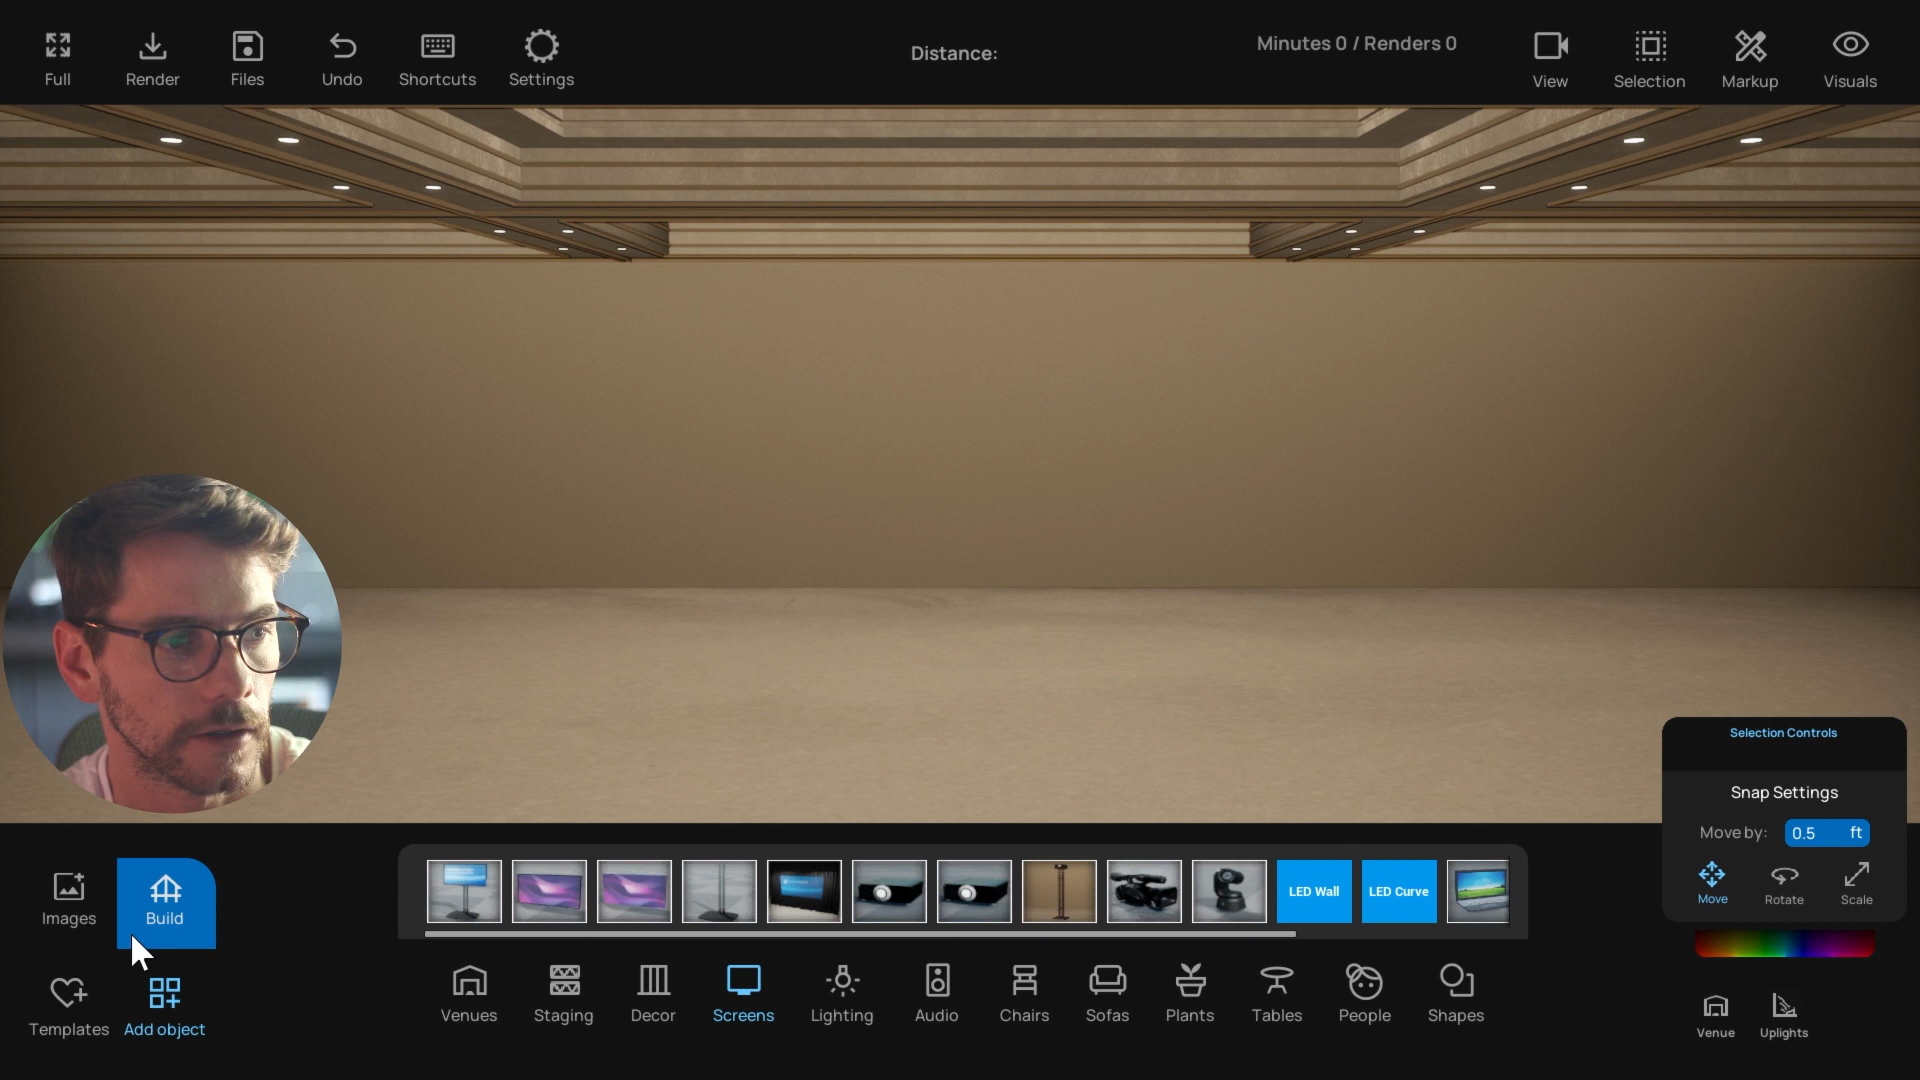 Full
Render
Files
Undo
Shortcuts
Settings
Distance:
Minutes 0 / Renders 0
View
Selection
Markup
Visuals
Selection Controls
Snap Settings
Move by:
0.5
ft
Move
Rotate
Scale
Images
Build
LED Wall
LED Curve
Templates
Add object
Venues
Staging
Decor
Screens
Lighting
Audio
Chairs
Sofas
Plants
Tables
People
Shapes
Venue
Uplights